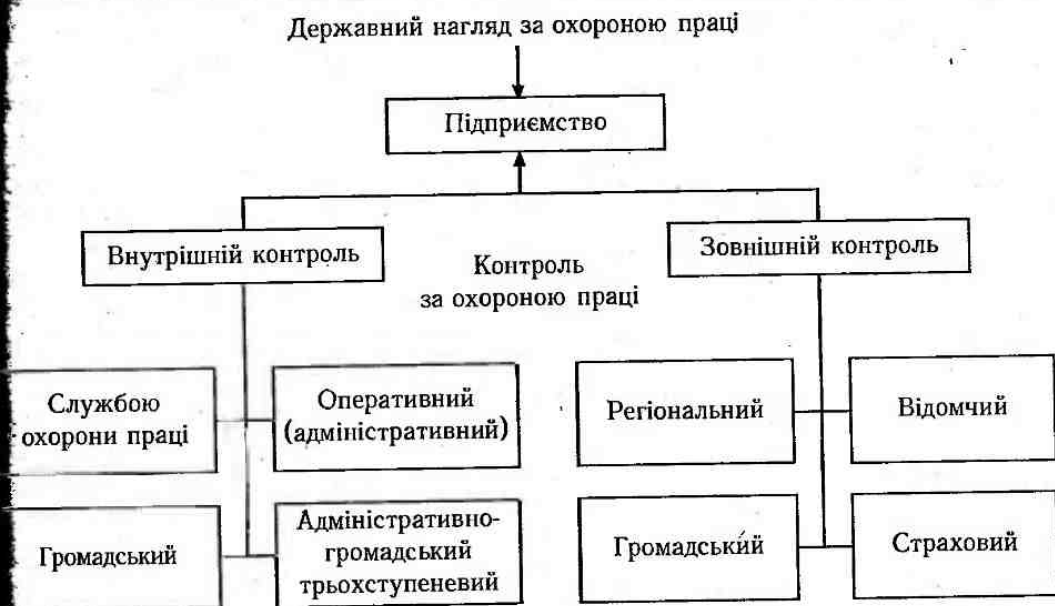 Державний нагляд за охороною праці
Підприємство
Внутрішній контроль
Зовнішній контроль
Контроль
за охороною праці
Службою
охорони праці
Оперативний
(адміністративний)
Регіональний
Відомчий
Громадський
Адміністративно-
громадський
трьохступеневий
Громадський
Страховий